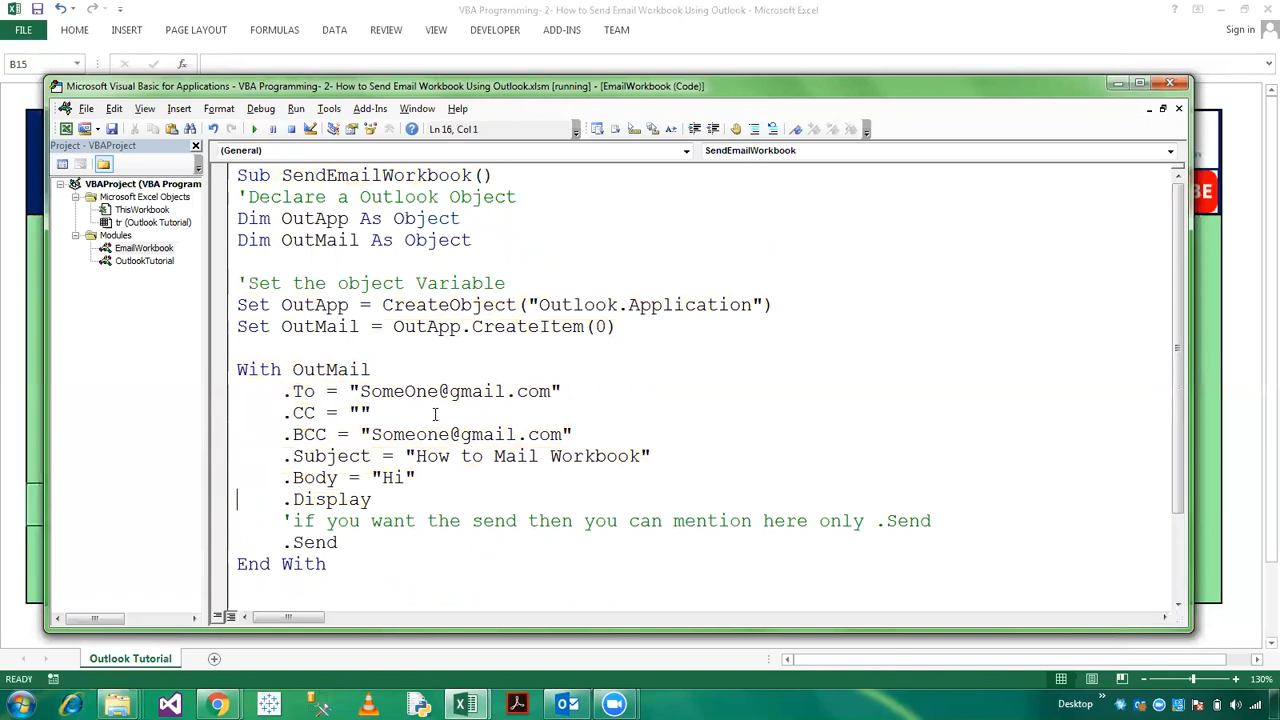 VBA Programming- 2- How to Send Email Workbook Using Outlook - Microsoft Excel
FILE HOME INSERT PAGE LAYOUT FORMULAS DATA REVIEW VIEW DEVELOPER ADD-INS TEAM Sign in
B15
Microsoft Visual Basic for Applications - VBA Programming- 2- How to Send Email Workbook Using Outlook.xlsm [running] - [EmailWorkbook (Code)]
File Edit View Insert Format Debug Run Tools Add-Ins Window Help
Ln 16, Col 1
Project - VBAProject
(General) SendEmailWorkbook
VBAProject (VBA Program
Microsoft Excel Objects
ThisWorkbook
tr (Outlook Tutorial)
Modules
EmailWorkbook
OutlookTutorial
Sub SendEmailWorkbook()
'Declare a Outlook Object
Dim OutApp As Object
Dim OutMail As Object
'Set the object Variable
Set OutApp = CreateObject("Outlook.Application")
Set OutMail = OutApp.CreateItem(0)
With OutMail
.To = "SomeOne@gmail.com"
.CC = ""
.BCC = "Someone@gmail.com"
.Subject = "How to Mail Workbook"
.Body = "Hi"
.Display
'if you want the send then you can mention here only .Send
.Send
End With
BE
Outlook Tutorial
READY 130%
Desktop